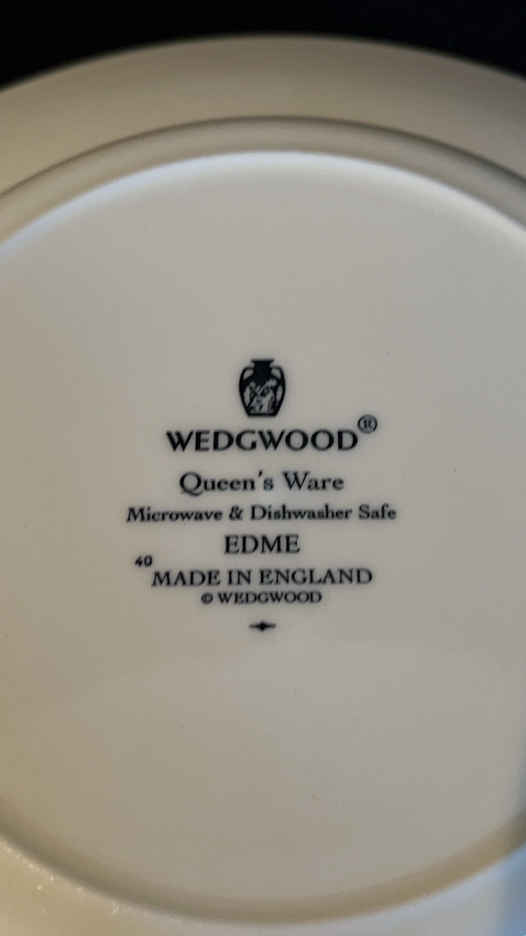 WEDGWOOD®
Queen's Ware
Microwave & Dishwasher Safe
EDME
40
MADE IN ENGLAND
© WEDGWOOD